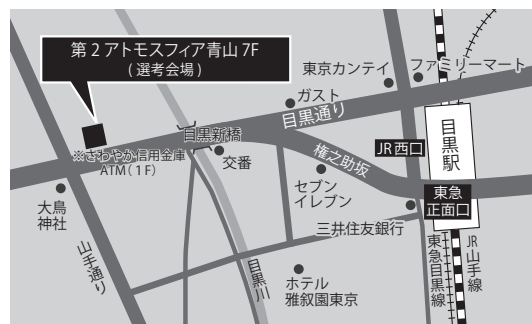 第2アトモスフィア青山 7F
(選考会場)
東京カンテイ
ファミリーマート
ガスト
目黒通り
目黒新橋
※さわやか信用金庫
ATM(1F)
交番
権之助坂
JR西口
目黒駅
セブン
イレブン
東急
正面口
大鳥
神社
三井住友銀行
山手通り
目黒川
ホテル
雅叙園東京
東急目黒線
JR山手線